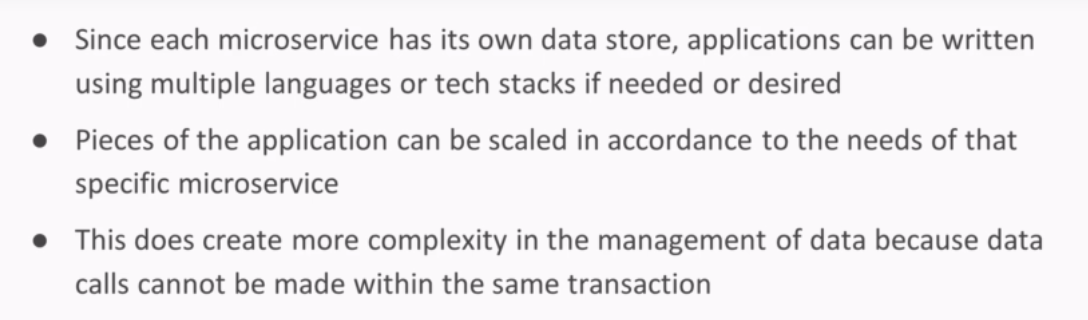 ● Since each microservice has its own data store, applications can be written
using multiple languages or tech stacks if needed or desired
● Pieces of the application can be scaled in accordance to the needs of that
specific microservice
● This does create more complexity in the management of data because data
calls cannot be made within the same transaction